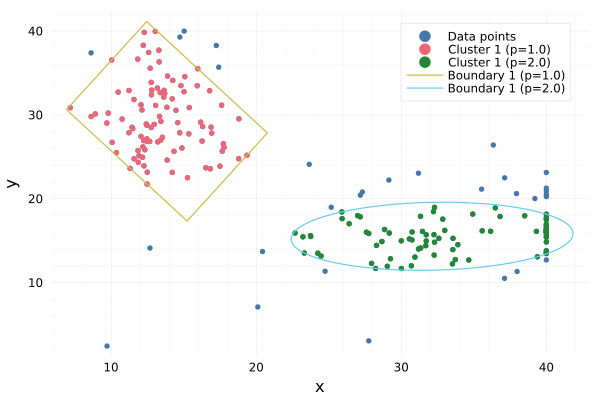 40
30
20
10
y
10
20
30
40
x
Data points
Cluster 1 (p=1.0)
Cluster 1 (p=2.0)
Boundary 1 (p=1.0)
Boundary 1 (p=2.0)